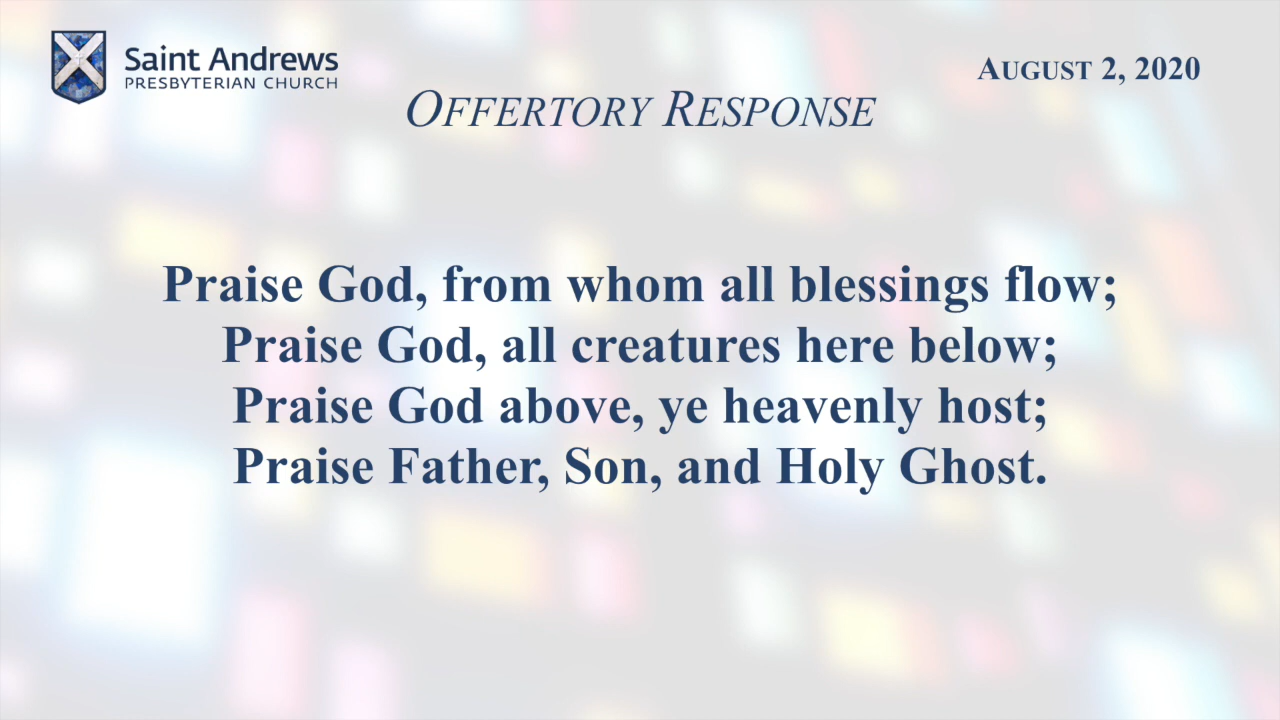 Saint Andrews
PRESBYTERIAN CHURCH
AUGUST 2, 2020
OFFERTORY RESPONSE
Praise God, from whom all blessings flow;
Praise God, all creatures here below;
Praise God above, ye heavenly host;
Praise Father, Son, and Holy Ghost.